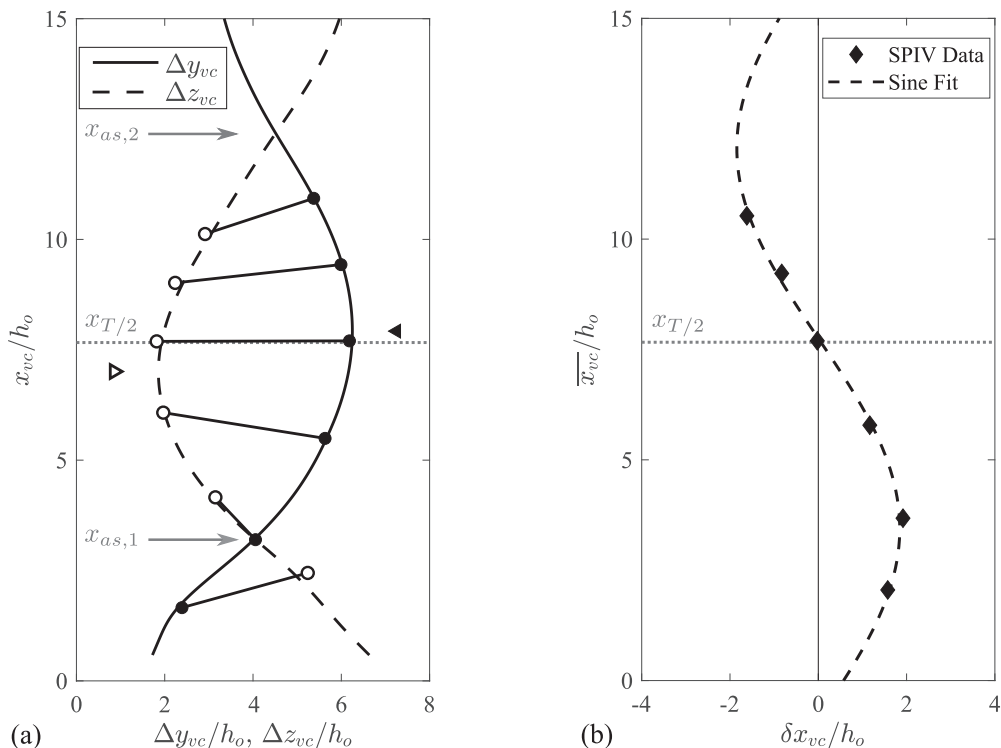 15
Δy_vc
Δz_vc
x_as,2
10
x_T/2
x_vc/h_o
5
x_as,1
0
0 2 4 6 8
(a)
Δy_vc/h_o, Δz_vc/h_o
15
SPIV Data
Sine Fit
10
x_T/2
x̅_vc/h_o
5
0
-4 -2 0 2 4
(b)
δx_vc/h_o